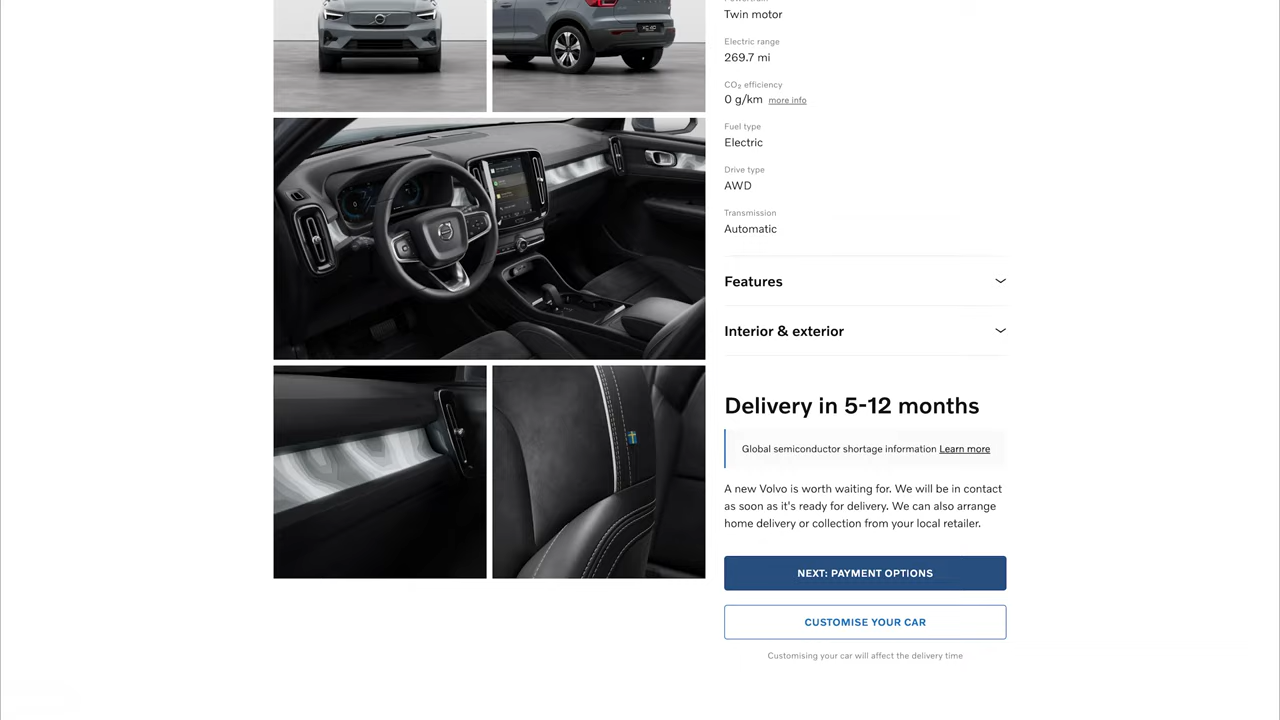 Twin motor
Electric range
269.7 mi
CO₂ efficiency
0 g/km more info
Fuel type
Electric
Drive type
AWD
Transmission
Automatic
Features
Interior & exterior
Delivery in 5-12 months
Global semiconductor shortage information Learn more
A new Volvo is worth waiting for. We will be in contact
as soon as it's ready for delivery. We can also arrange
home delivery or collection from your local retailer.
NEXT: PAYMENT OPTIONS
CUSTOMISE YOUR CAR
Customising your car will affect the delivery time